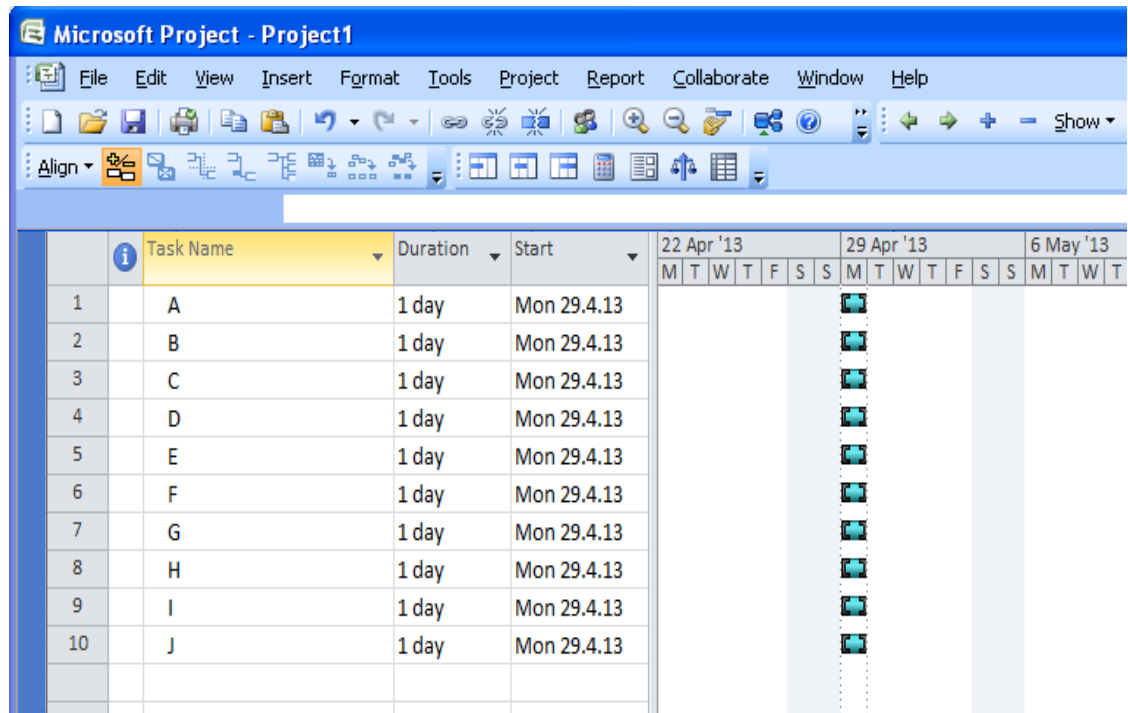 Microsoft Project - Project1
File Edit View Insert Format Tools Project Report Collaborate Window Help
Show
Align
Task Name Duration Start 22 Apr '13 29 Apr '13 6 May '13
M T W T F S S M T W T F S S M T W T
1 A 1 day Mon 29.4.13
2 B 1 day Mon 29.4.13
3 C 1 day Mon 29.4.13
4 D 1 day Mon 29.4.13
5 E 1 day Mon 29.4.13
6 F 1 day Mon 29.4.13
7 G 1 day Mon 29.4.13
8 H 1 day Mon 29.4.13
9 I 1 day Mon 29.4.13
10 J 1 day Mon 29.4.13